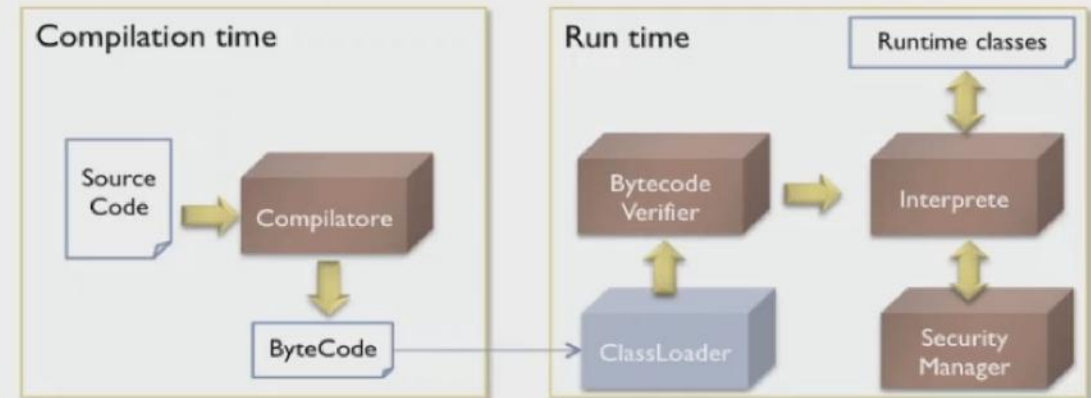 Compilation time
Source
Code
Compilatore
ByteCode
Run time
Runtime classes
Bytecode
Verifier
Interprete
ClassLoader
Security
Manager